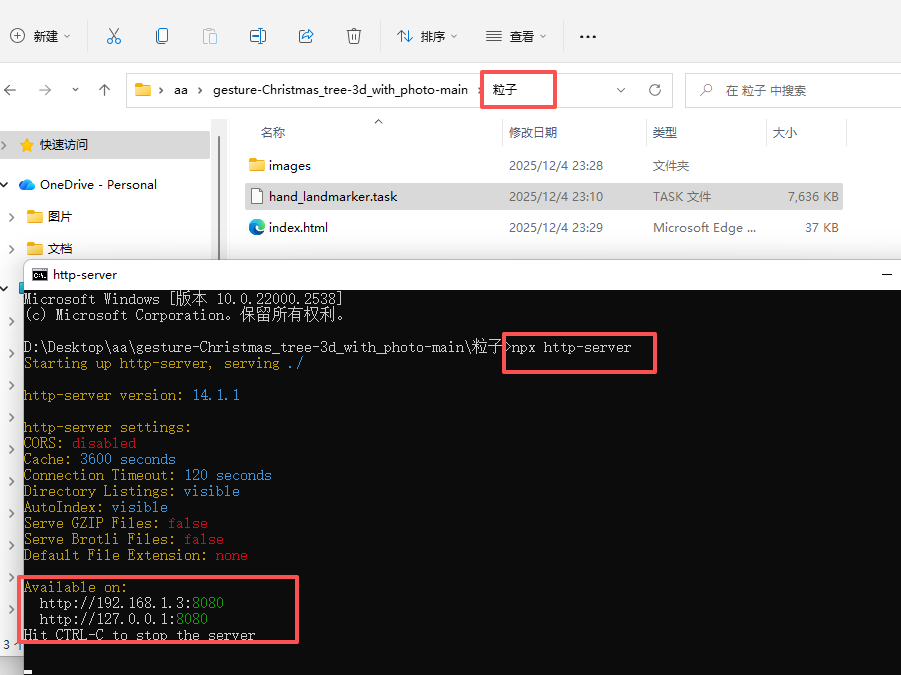 新建
排序
查看
aa
gesture-Christmas_tree-3d_with_photo-main
粒子
在 粒子 中搜索
名称
修改日期
类型
大小
快速访问
OneDrive - Personal
图片
文档
images 2025/12/4 23:28 文件夹
hand_landmarker.task 2025/12/4 23:10 TASK 文件 7,636 KB
index.html 2025/12/4 23:29 Microsoft Edge ... 37 KB
http-server
Microsoft Windows [版本 10.0.22000.2538]
(c) Microsoft Corporation。保留所有权利。
D:\Desktop\aa\gesture-Christmas_tree-3d_with_photo-main\粒子>npx http-server
Starting up http-server, serving ./
http-server version: 14.1.1
http-server settings:
CORS: disabled
Cache: 3600 seconds
Connection Timeout: 120 seconds
Directory Listings: visible
AutoIndex: visible
Serve GZIP Files: false
Serve Brotli Files: false
Default File Extension: none
Available on:
http://192.168.1.3:8080
http://127.0.0.1:8080
Hit CTRL-C to stop the server
3